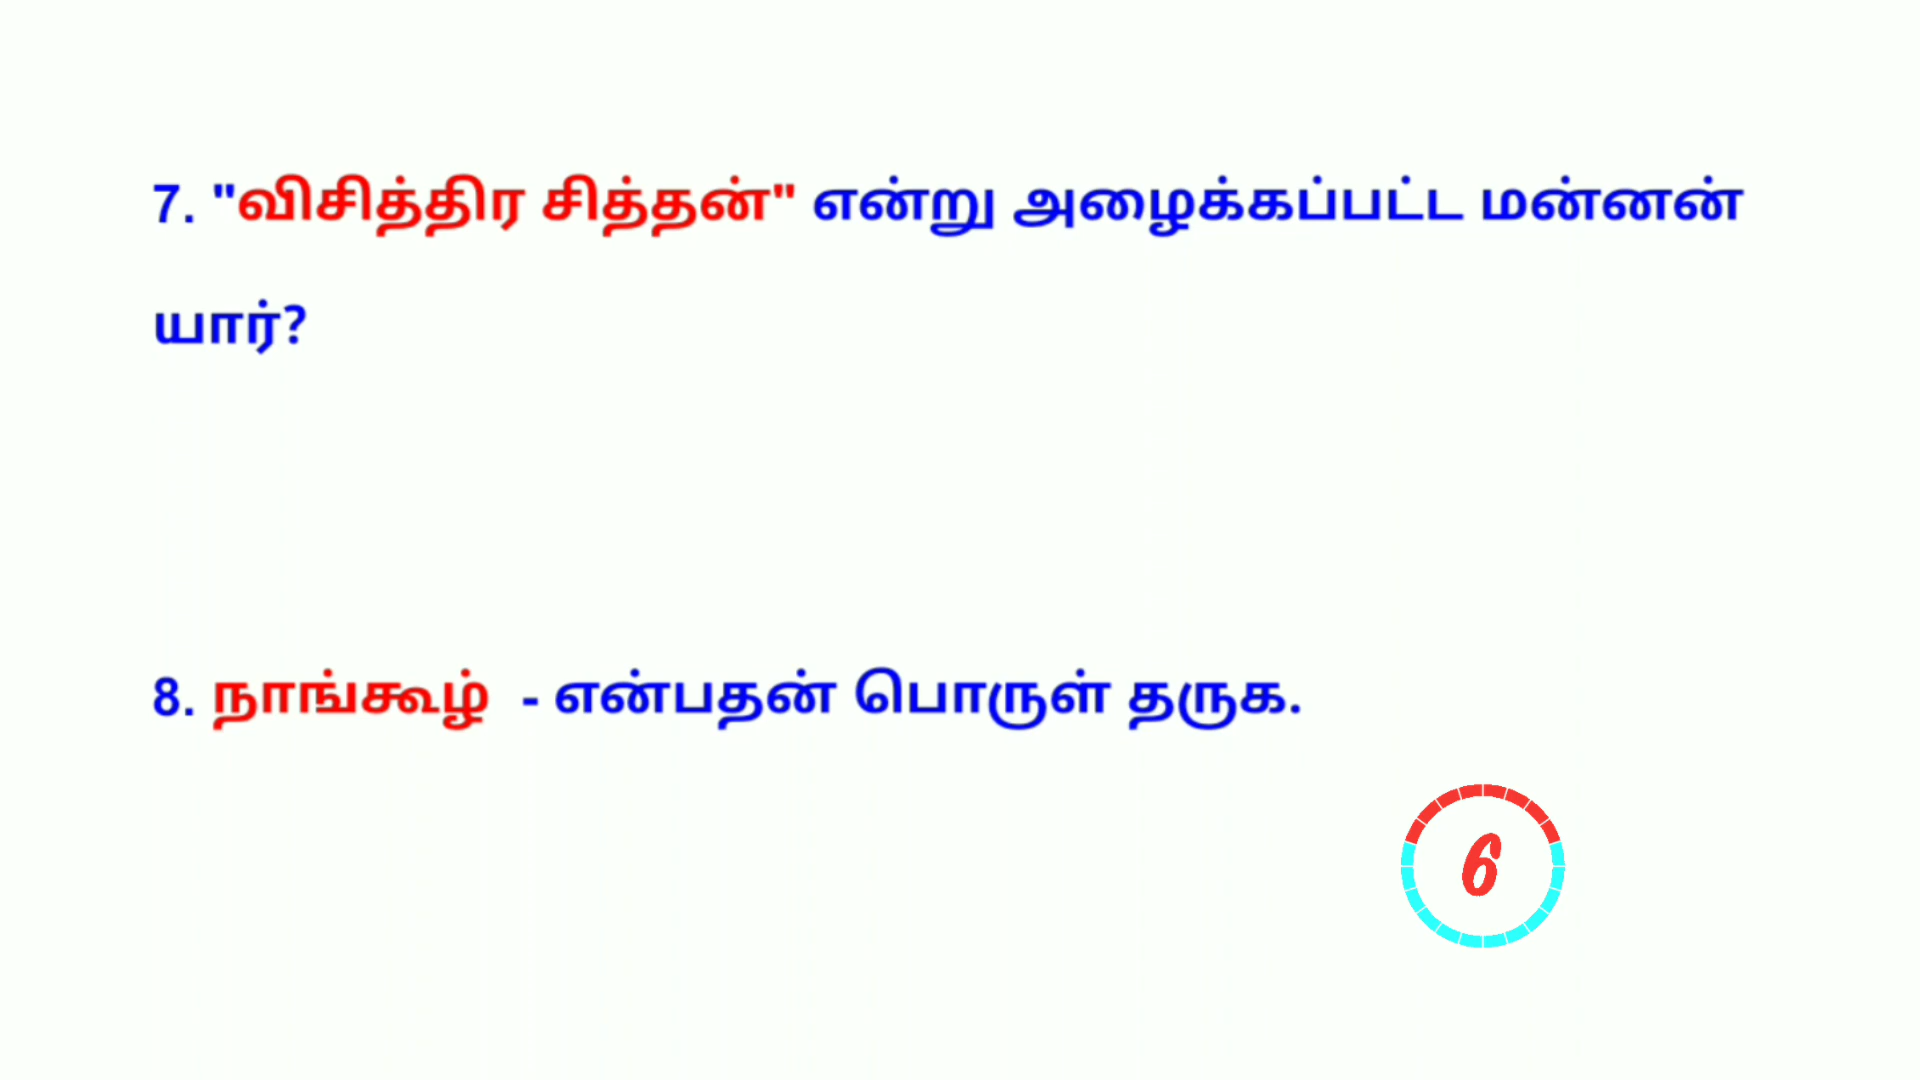 7. "விசித்திர சித்தன்" என்று அழைக்கப்பட்ட மன்னன்
யார்?
8. நாங்கூழ் - என்பதன் பொருள் தருக.
6